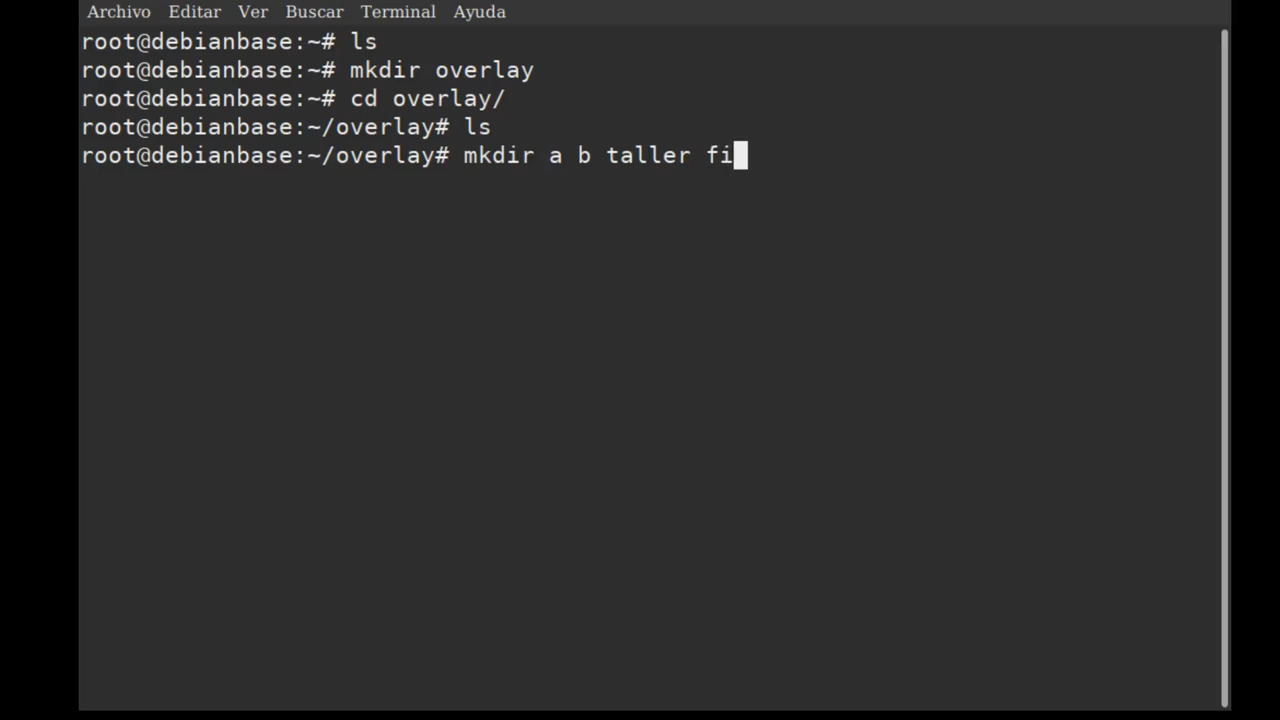 Archivo Editar Ver Buscar Terminal Ayuda
root@debianbase:~# ls
root@debianbase:~# mkdir overlay
root@debianbase:~# cd overlay/
root@debianbase:~/overlay# ls
root@debianbase:~/overlay# mkdir a b taller fi